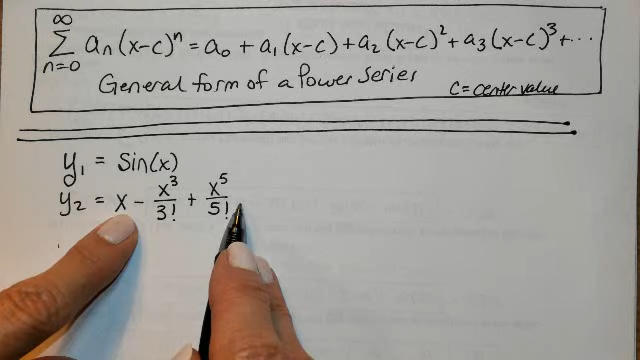 ∞
∑ aₙ(x-c)ⁿ = a₀ + a₁(x-c) + a₂(x-c)² + a₃(x-c)³ + ...
n=0
General form of a Power Series c = center value
y₁ = Sin(x)
y₂ = x - x³/3! + x⁵/5!